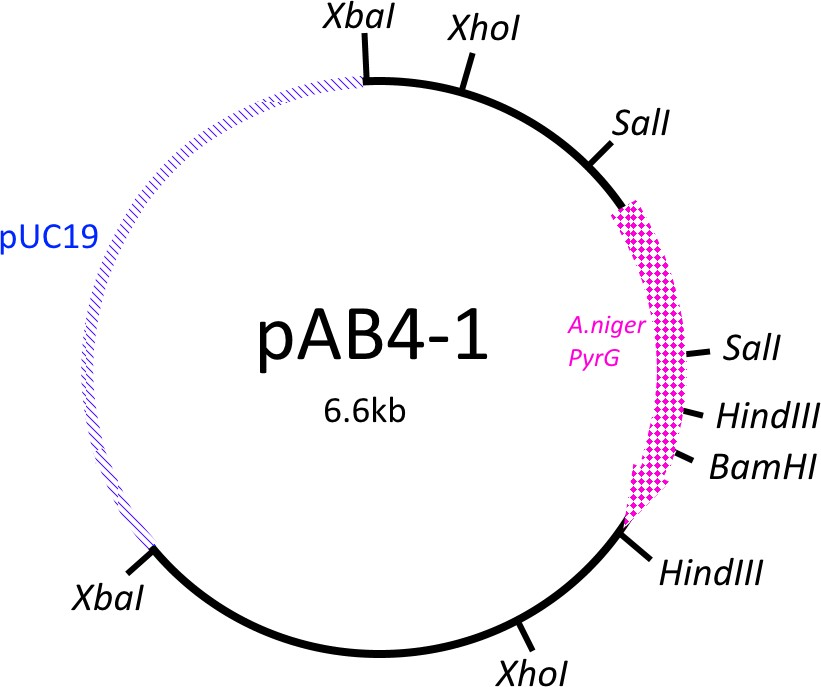 XbaI
XhoI
SalI
pUC19
A.niger
PyrG
pAB4-1
6.6kb
SalI
HindIII
BamHI
HindIII
XbaI
XhoI